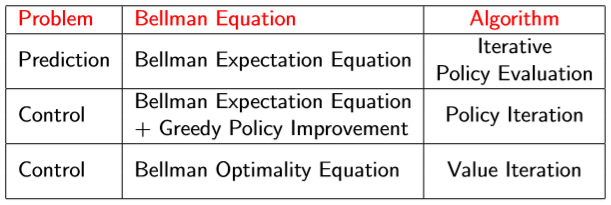 Problem Bellman Equation Algorithm
Prediction Bellman Expectation Equation Iterative
Policy Evaluation
Control Bellman Expectation Equation
+ Greedy Policy Improvement Policy Iteration
Control Bellman Optimality Equation Value Iteration